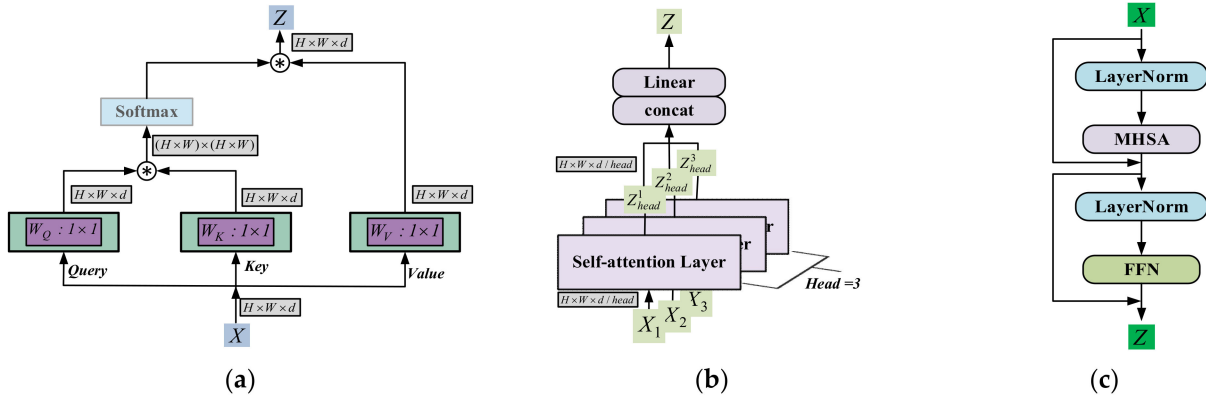 Z
H×W×d
Softmax
(H×W)×(H×W)
H×W×d
H×W×d
H×W×d
W_Q : 1×1
W_K : 1×1
W_V : 1×1
Query
Key
Value
H×W×d
X
(a)
Z
Linear
concat
H×W×d / head
Z^3_head
Z^2_head
Z^1_head
r
er
Self-attention Layer
Head =3
H×W×d / head
X_3
X_2
X_1
(b)
X
LayerNorm
MHSA
LayerNorm
FFN
Z
(c)